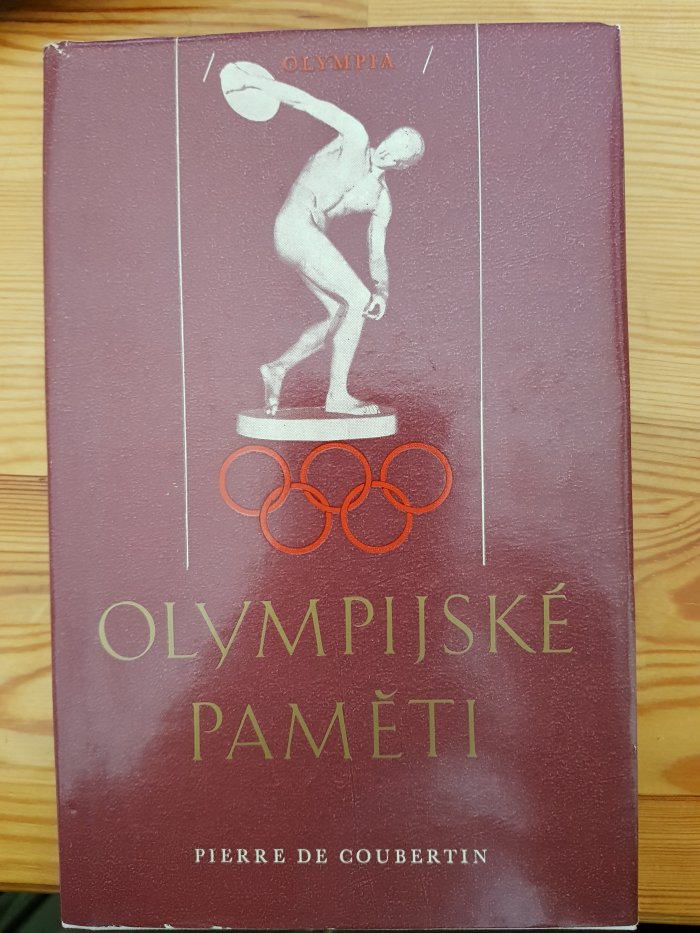 / OLYMPIA /
OLYMPIJSKÉ
PAMĚTI
PIERRE DE COUBERTIN